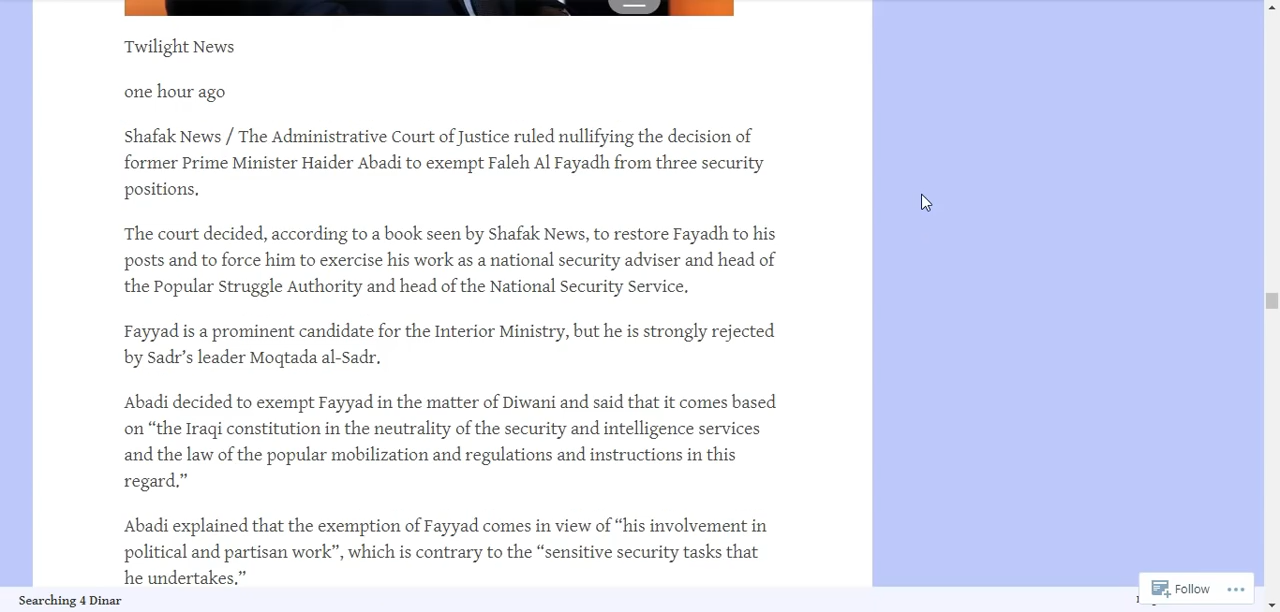 Twilight News
one hour ago
Shafak News / The Administrative Court of Justice ruled nullifying the decision of
former Prime Minister Haider Abadi to exempt Faleh Al Fayadh from three security
positions.
The court decided, according to a book seen by Shafak News, to restore Fayadh to his
posts and to force him to exercise his work as a national security adviser and head of
the Popular Struggle Authority and head of the National Security Service.
Fayyad is a prominent candidate for the Interior Ministry, but he is strongly rejected
by Sadr’s leader Moqtada al-Sadr.
Abadi decided to exempt Fayyad in the matter of Diwani and said that it comes based
on “the Iraqi constitution in the neutrality of the security and intelligence services
and the law of the popular mobilization and regulations and instructions in this
regard.”
Abadi explained that the exemption of Fayyad comes in view of “his involvement in
political and partisan work”, which is contrary to the “sensitive security tasks that
he undertakes.”
Follow
Searching 4 Dinar